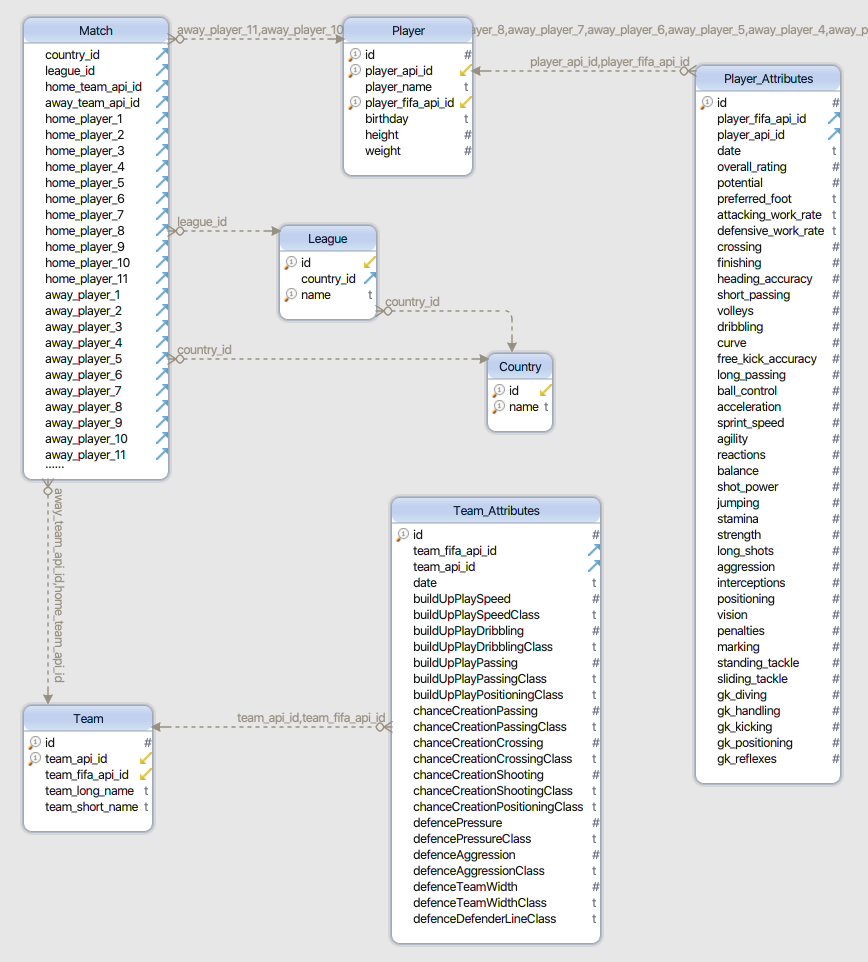 Match
country_id
league_id
home_team_api_id
away_team_api_id
home_player_1
home_player_2
home_player_3
home_player_4
home_player_5
home_player_6
home_player_7
home_player_8
home_player_9
home_player_10
home_player_11
away_player_1
away_player_2
away_player_3
away_player_4
away_player_5
away_player_6
away_player_7
away_player_8
away_player_9
away_player_10
away_player_11
......
away_player_11,away_player_10
yer_8,away_player_7,away_player_6,away_player_5,away_player_4,away_p
Player
id #
player_api_id
player_name t
player_fifa_api_id
birthday t
height #
weight #
player_api_id,player_fifa_api_id
Player_Attributes
id #
player_fifa_api_id
player_api_id
date t
overall_rating #
potential #
preferred_foot t
attacking_work_rate t
defensive_work_rate t
crossing #
finishing #
heading_accuracy #
short_passing #
volleys #
dribbling #
curve #
free_kick_accuracy #
long_passing #
ball_control #
acceleration #
sprint_speed #
agility #
reactions #
balance #
shot_power #
jumping #
stamina #
strength #
long_shots #
aggression #
interceptions #
positioning #
vision #
penalties #
marking #
standing_tackle #
sliding_tackle #
gk_diving #
gk_handling #
gk_kicking #
gk_positioning #
gk_reflexes #
league_id
League
id
country_id
name t
country_id
country_id
Country
id
name t
away_team_api_id,home_team_api_id
Team
id #
team_api_id
team_fifa_api_id
team_long_name t
team_short_name t
team_api_id,team_fifa_api_id
Team_Attributes
id #
team_fifa_api_id
team_api_id
date t
buildUpPlaySpeed #
buildUpPlaySpeedClass t
buildUpPlayDribbling #
buildUpPlayDribblingClass t
buildUpPlayPassing #
buildUpPlayPassingClass t
buildUpPlayPositioningClass t
chanceCreationPassing #
chanceCreationPassingClass t
chanceCreationCrossing #
chanceCreationCrossingClass t
chanceCreationShooting #
chanceCreationShootingClass t
chanceCreationPositioningClass t
defencePressure #
defencePressureClass t
defenceAggression #
defenceAggressionClass t
defenceTeamWidth #
defenceTeamWidthClass t
defenceDefenderLineClass t